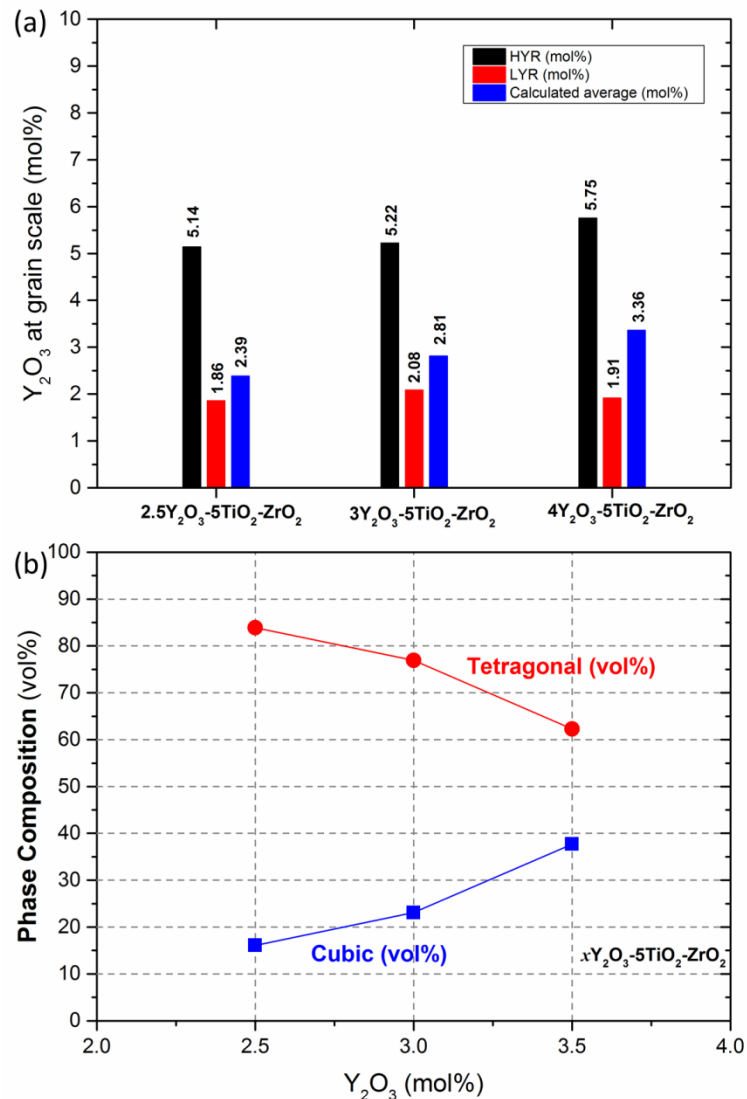 (a)
10
9
8
7
6
5
4
3
2
1
0
Y₂O₃ at grain scale (mol%)
HYR (mol%)
LYR (mol%)
Calculated average (mol%)
5.14
1.86
2.39
5.22
2.08
2.81
5.75
1.91
3.36
2.5Y₂O₃-5TiO₂-ZrO₂
3Y₂O₃-5TiO₂-ZrO₂
4Y₂O₃-5TiO₂-ZrO₂
(b)
100
90
80
70
60
50
40
30
20
10
0
Phase Composition (vol%)
Tetragonal (vol%)
Cubic (vol%)
xY₂O₃-5TiO₂-ZrO₂
2.0
2.5
3.0
3.5
4.0
Y₂O₃ (mol%)